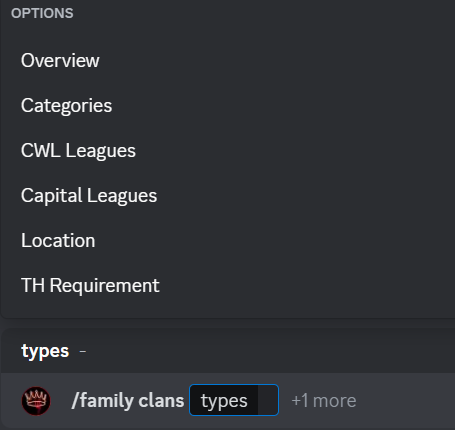 OPTIONS
Overview
Categories
CWL Leagues
Capital Leagues
Location
TH Requirement
types -
/family clans types +1 more